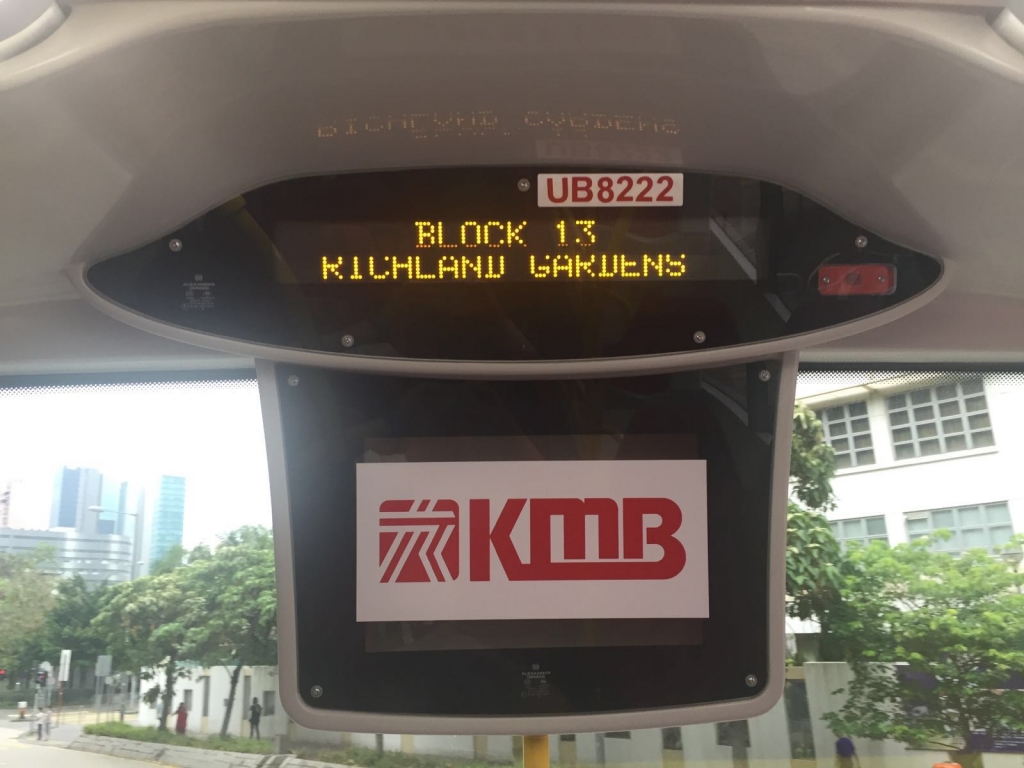 UB8222
BLOCK 13
RICHLAND GARDENS
KMB